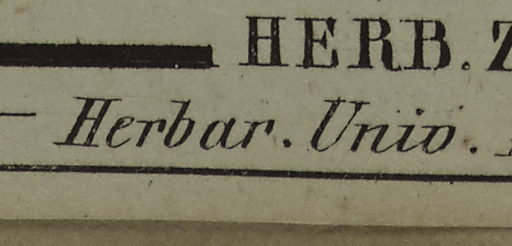 HERB. Z
— Herbar. Univ.